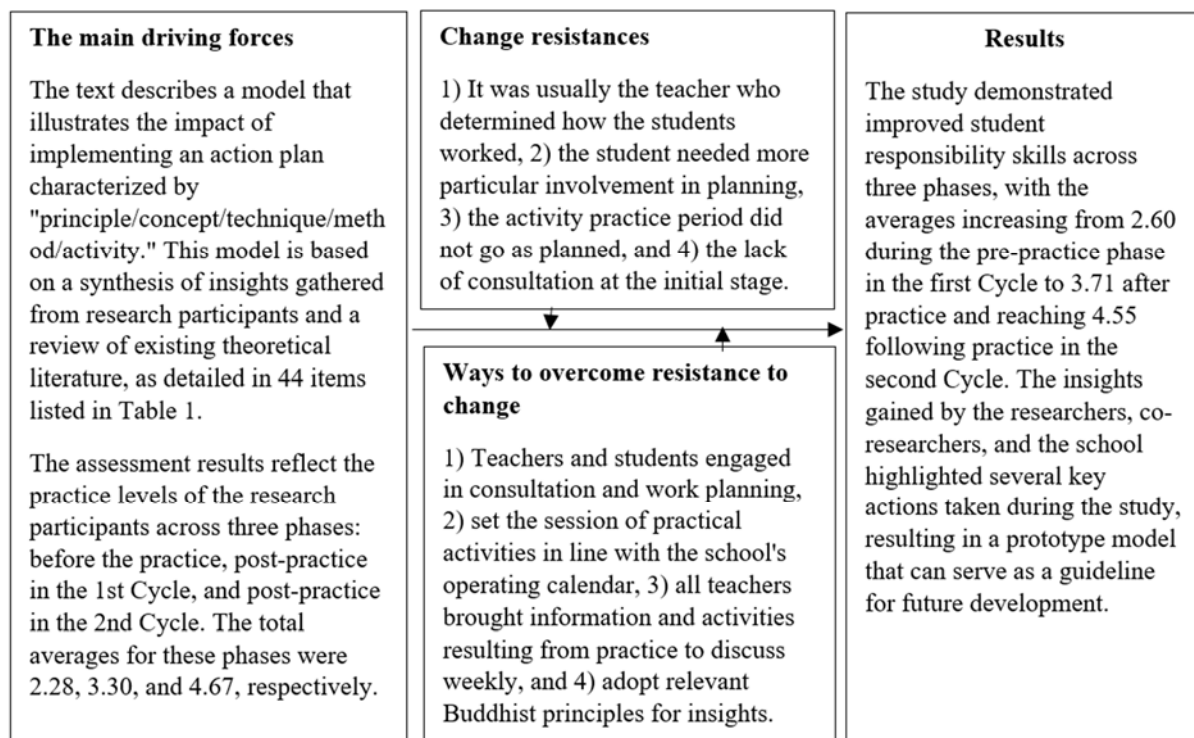 The main driving forces
The text describes a model that
illustrates the impact of
implementing an action plan
characterized by
"principle/concept/technique/met
hod/activity." This model is based
on a synthesis of insights gathered
from research participants and a
review of existing theoretical
literature, as detailed in 44 items
listed in Table 1.
The assessment results reflect the
practice levels of the research
participants across three phases:
before the practice, post-practice
in the 1st Cycle, and post-practice
in the 2nd Cycle. The total
averages for these phases were
2.28, 3.30, and 4.67, respectively.
Change resistances
1) It was usually the teacher who
determined how the students
worked, 2) the student needed more
particular involvement in planning,
3) the activity practice period did
not go as planned, and 4) the lack
of consultation at the initial stage.
Ways to overcome resistance to
change
1) Teachers and students engaged
in consultation and work planning,
2) set the session of practical
activities in line with the school's
operating calendar, 3) all teachers
brought information and activities
resulting from practice to discuss
weekly, and 4) adopt relevant
Buddhist principles for insights.
Results
The study demonstrated
improved student
responsibility skills across
three phases, with the
averages increasing from 2.60
during the pre-practice phase
in the first Cycle to 3.71 after
practice and reaching 4.55
following practice in the
second Cycle. The insights
gained by the researchers, co-
researchers, and the school
highlighted several key
actions taken during the study,
resulting in a prototype model
that can serve as a guideline
for future development.